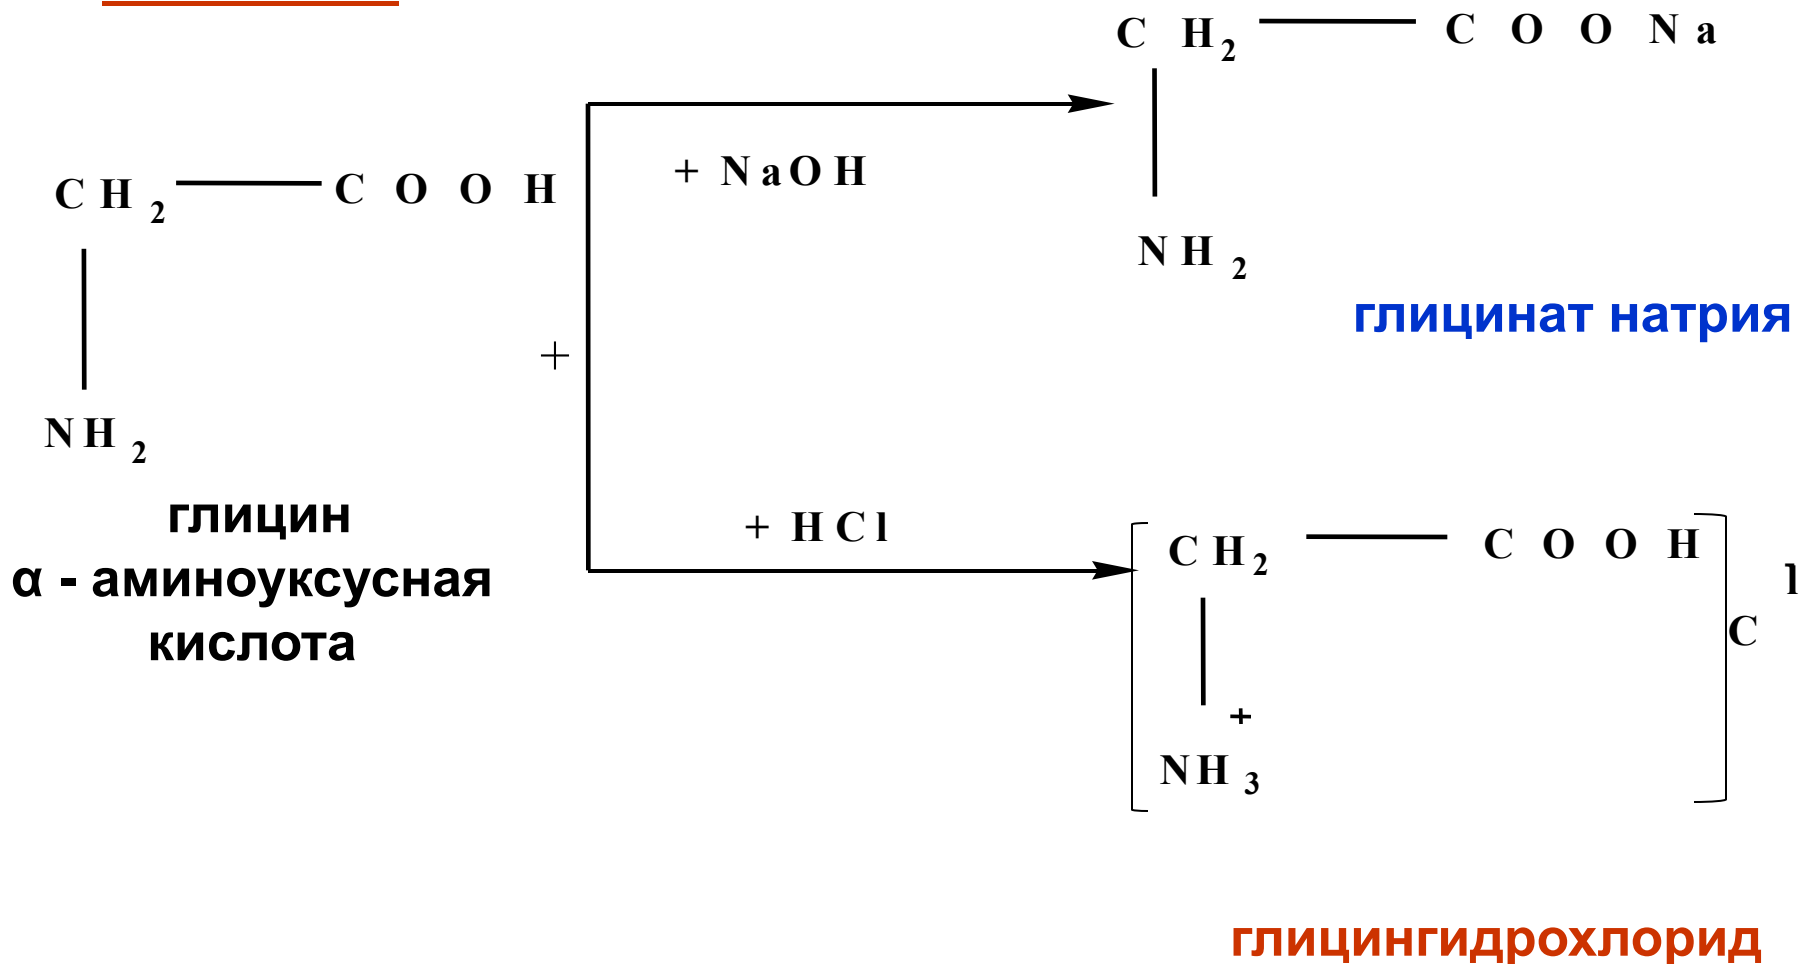 CH2 — COONa
+ NaOH
CH2 — COOH
NH2
глицинат натрия
+
NH2
глицин
α - аминоуксусная
кислота
+ HCl
[CH2 — COOH] Cl
+
NH3
глицингидрохлорид